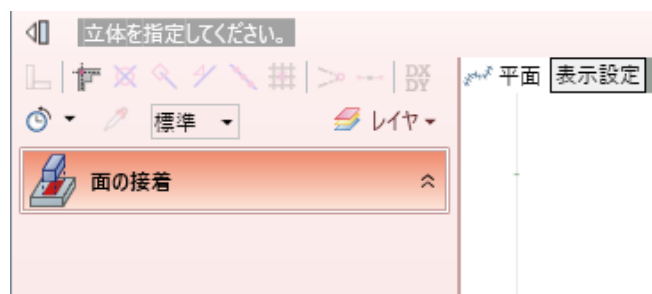 立体を指定してください。
DX
DY
平面 表示設定
標準 レイヤ
面の接着